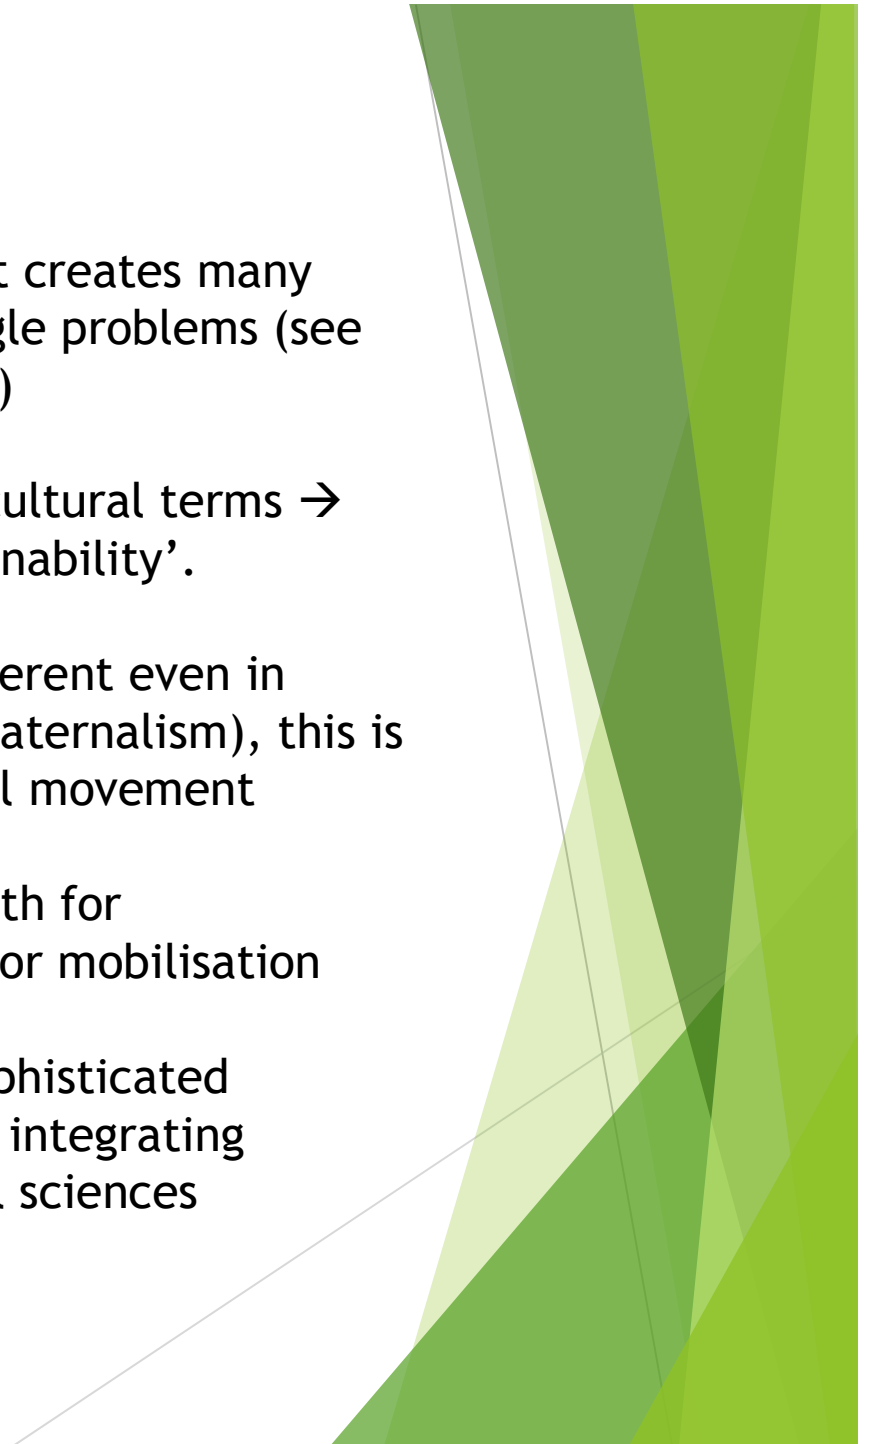 t creates many
gle problems (see
)
ultural terms →
nability’.
erent even in
aternalism), this is
l movement
th for
or mobilisation
phisticated
integrating
l sciences